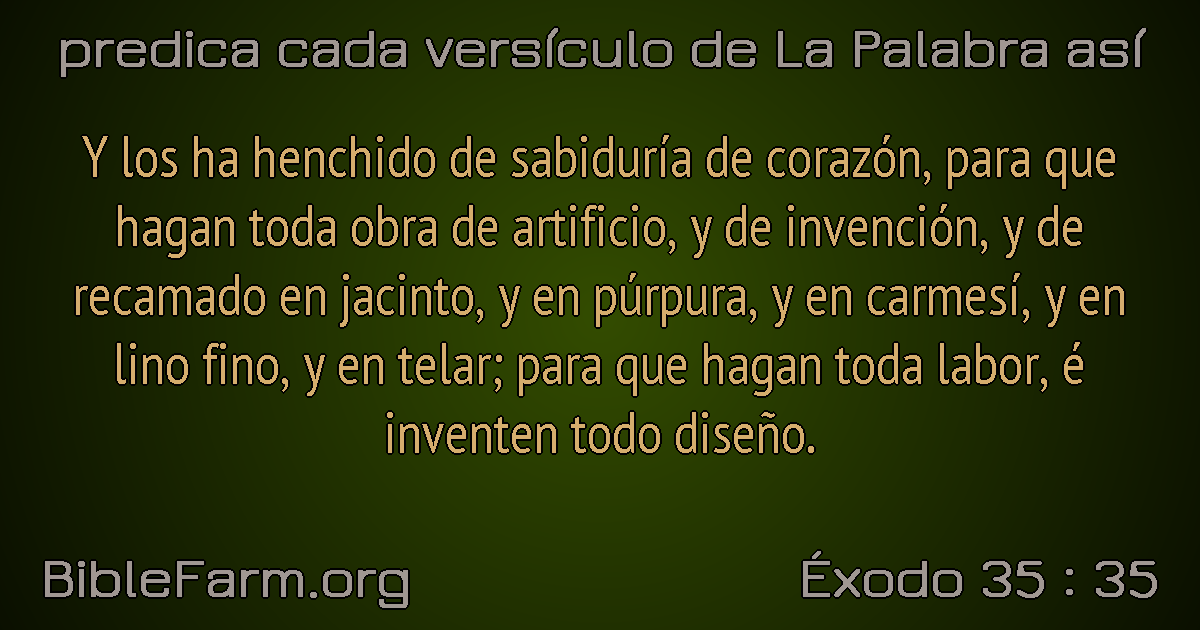 predica cada versículo de La Palabra así
Y los ha henchido de sabiduría de corazón, para que
hagan toda obra de artificio, y de invención, y de
recamado en jacinto, y en púrpura, y en carmesí, y en
lino fino, y en telar; para que hagan toda labor, é
inventen todo diseño.
BibleFarm.org
Éxodo 35 : 35